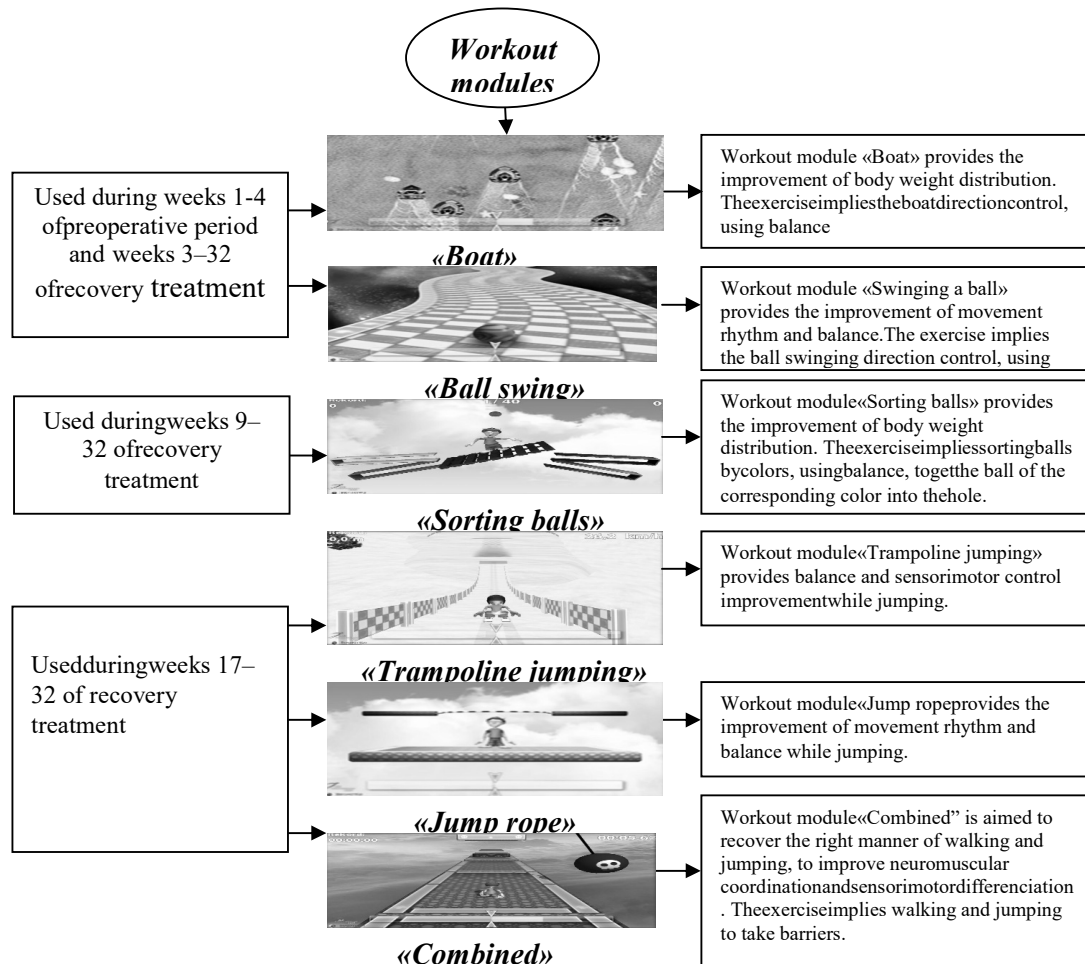 Workout
modules
Used during weeks 1-4
ofpreoperative period
and weeks 3–32
ofrecovery treatment
«Boat»
Workout module «Boat» provides the
improvement of body weight distribution.
Theexerciseimpliestheboatdirectioncontrol,
using balance
«Ball swing»
Workout module «Swinging a ball»
provides the improvement of movement
rhythm and balance.The exercise implies
the ball swinging direction control, using
Used duringweeks 9–
32 ofrecovery
treatment
«Sorting balls»
Workout module«Sorting balls» provides
the improvement of body weight
distribution. Theexerciseimpliessortingballs
bycolors, usingbalance, togetthe ball of the
corresponding color into thehole.
Usedduringweeks 17–
32 of recovery
treatment
«Trampoline jumping»
Workout module«Trampoline jumping»
provides balance and sensorimotor control
improvementwhile jumping.
«Jump rope»
Workout module«Jump ropeprovides the
improvement of movement rhythm and
balance while jumping.
«Combined»
Workout module«Combined” is aimed to
recover the right manner of walking and
jumping, to improve neuromuscular
coordinationandsensorimotordifferenciation
. Theexerciseimplies walking and jumping
to take barriers.